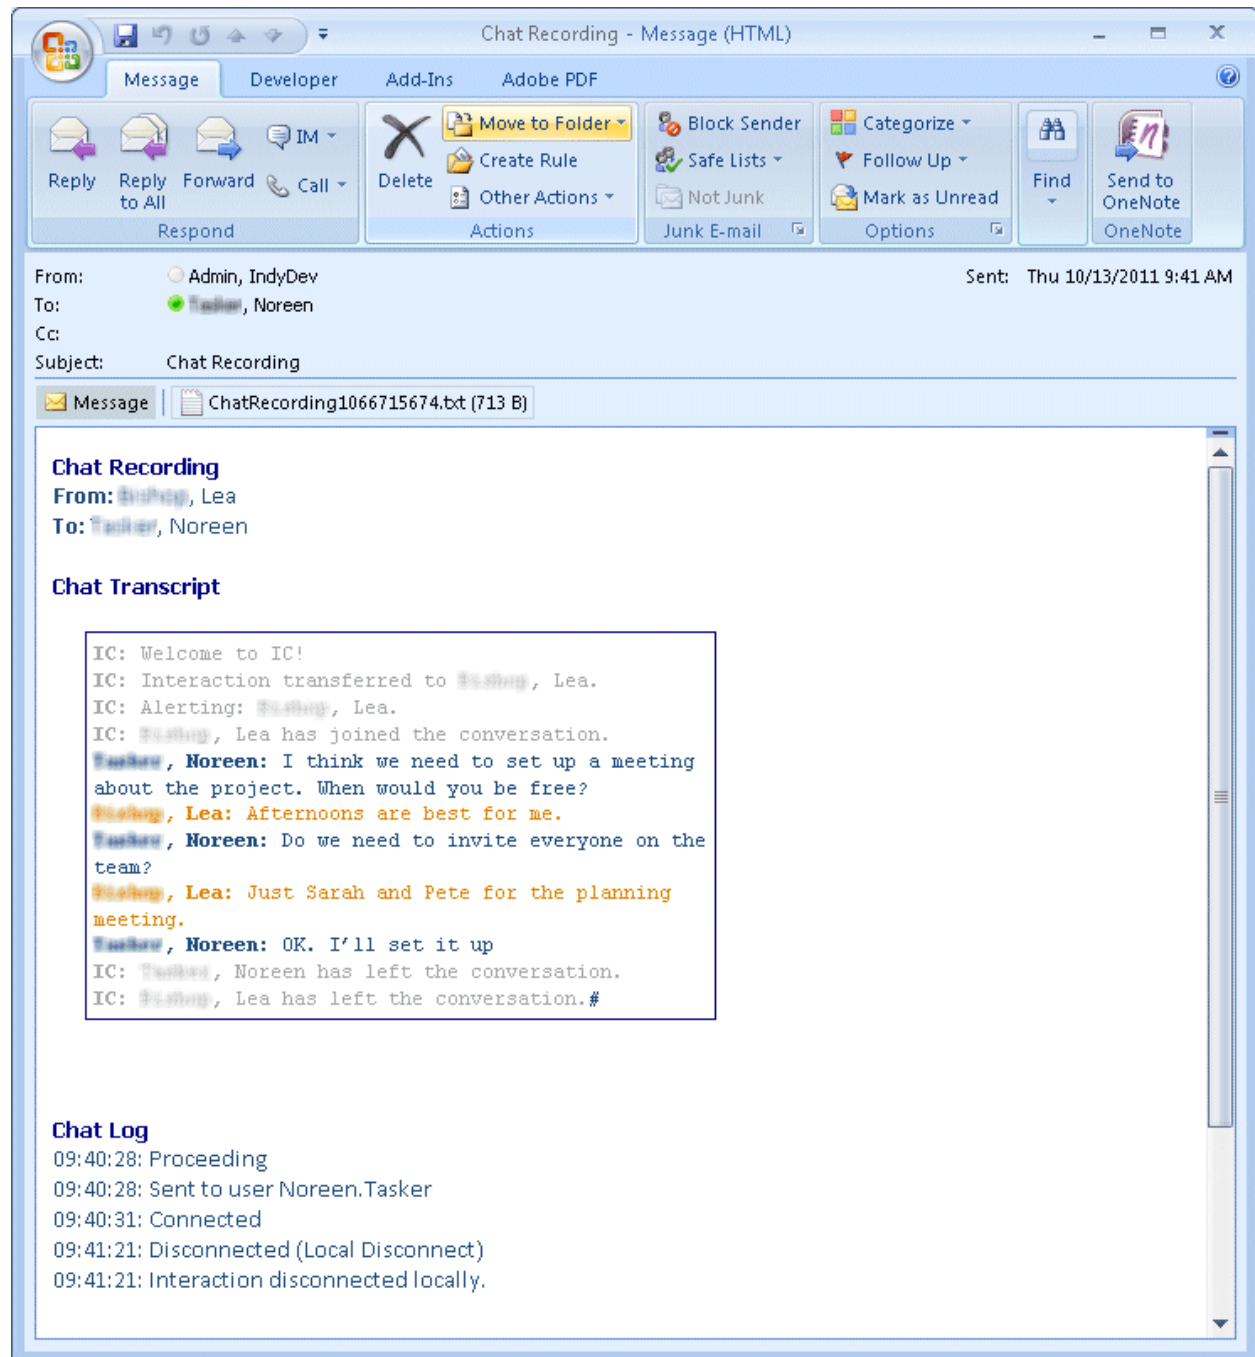 Chat Recording - Message (HTML)
Message Developer Add-Ins Adobe PDF
Reply
Reply to All
Forward
IM
Call
Respond
Delete
Move to Folder
Create Rule
Other Actions
Actions
Block Sender
Safe Lists
Not Junk
Junk E-mail
Categorize
Follow Up
Mark as Unread
Options
Find
Send to OneNote
OneNote
From: Admin, IndyDev
Sent: Thu 10/13/2011 9:41 AM
To: , Noreen
Cc:
Subject: Chat Recording
Message ChatRecording1066715674.txt (713 B)
Chat Recording
From: , Lea
To: , Noreen
Chat Transcript
IC: Welcome to IC!
IC: Interaction transferred to , Lea.
IC: Alerting: , Lea.
IC: , Lea has joined the conversation.
, Noreen: I think we need to set up a meeting
about the project. When would you be free?
, Lea: Afternoons are best for me.
, Noreen: Do we need to invite everyone on the
team?
, Lea: Just Sarah and Pete for the planning
meeting.
, Noreen: OK. I'll set it up
IC: , Noreen has left the conversation.
IC: , Lea has left the conversation.#
Chat Log
09:40:28: Proceeding
09:40:28: Sent to user Noreen.Tasker
09:40:31: Connected
09:41:21: Disconnected (Local Disconnect)
09:41:21: Interaction disconnected locally.